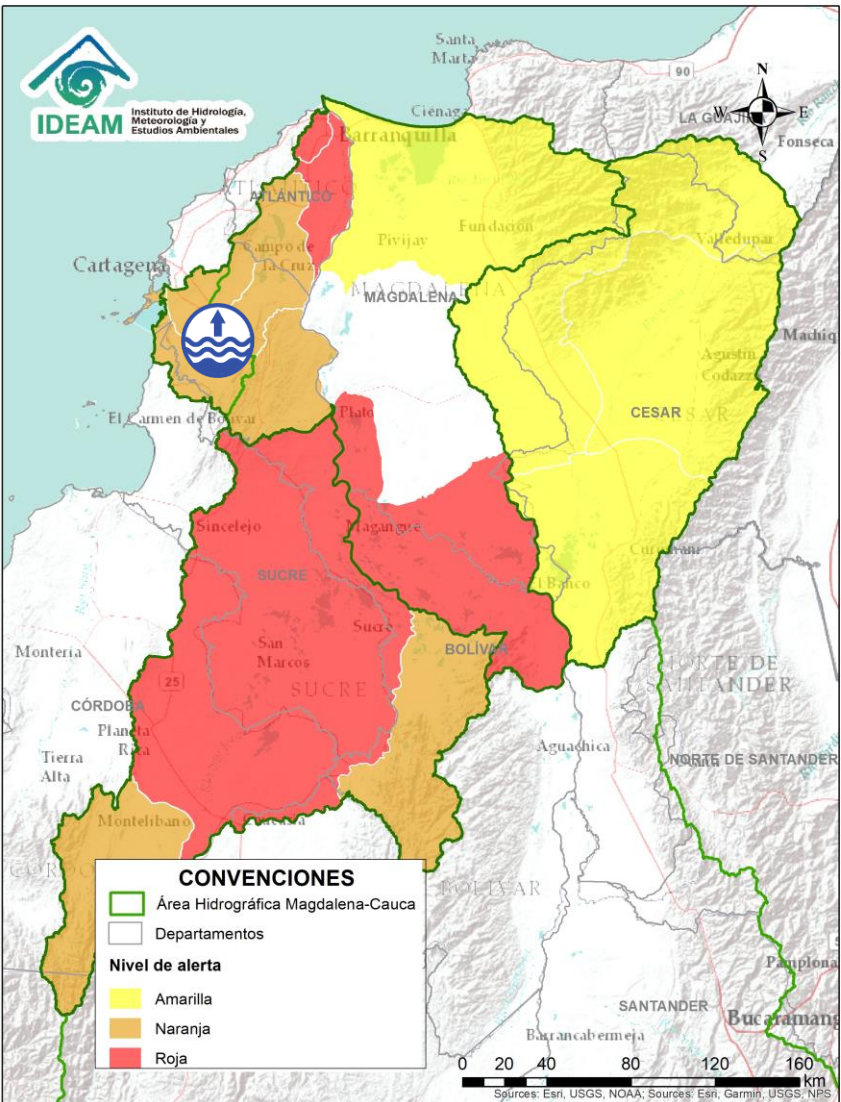 Santa
Marta
90
N
W
E
S
IDEAM
Instituto de Hidrología,
Meteorología y
Estudios Ambientales
Ciénaga
LA GUAJIRA
Fonseca
Barranquilla
ATLÁNTICO
Fundación
Pivijay
Valledupar
Campo de
la Cruz
Cartagena
MAGDALENA
MAGDALENA
Machiq
Agustín
Codazzi
CESAR
Plato
El Carmen de Bolívar
Sincelejo
Magangué
SUCRE
El Banco
Sucre
San
Marcos
BOLÍVAR
SUCRE
Montería
25
CÓRDOBA
Planeta
Rica
Tierra
Alta
NORTE DE
SANTANDER
Aguachica
NORTE DE SANTANDER
Montelíbano
BOLÍVAR
CONVENCIONES
Área Hidrográfica Magdalena-Cauca
Departamentos
Nivel de alerta
Amarilla
Naranja
Roja
Pamplona
SANTANDER
Bucaramang
Barrancabermeja
0 20 40 80 120 160
km
Sources: Esri, USGS, NOAA; Sources: Esri, Garmin, USGS, NPS